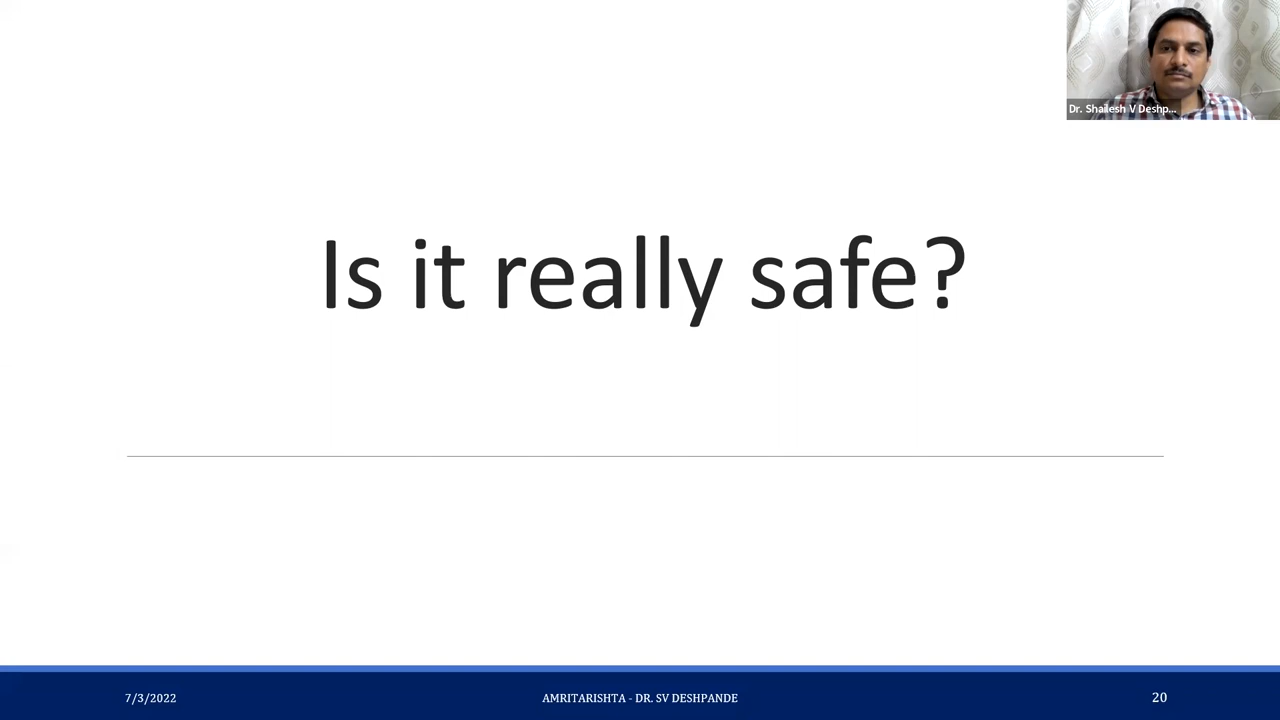 Dr. Shailesh V Deshp...
Is it really safe?
7/3/2022
AMRITARISHTA - DR. SV DESHPANDE
20